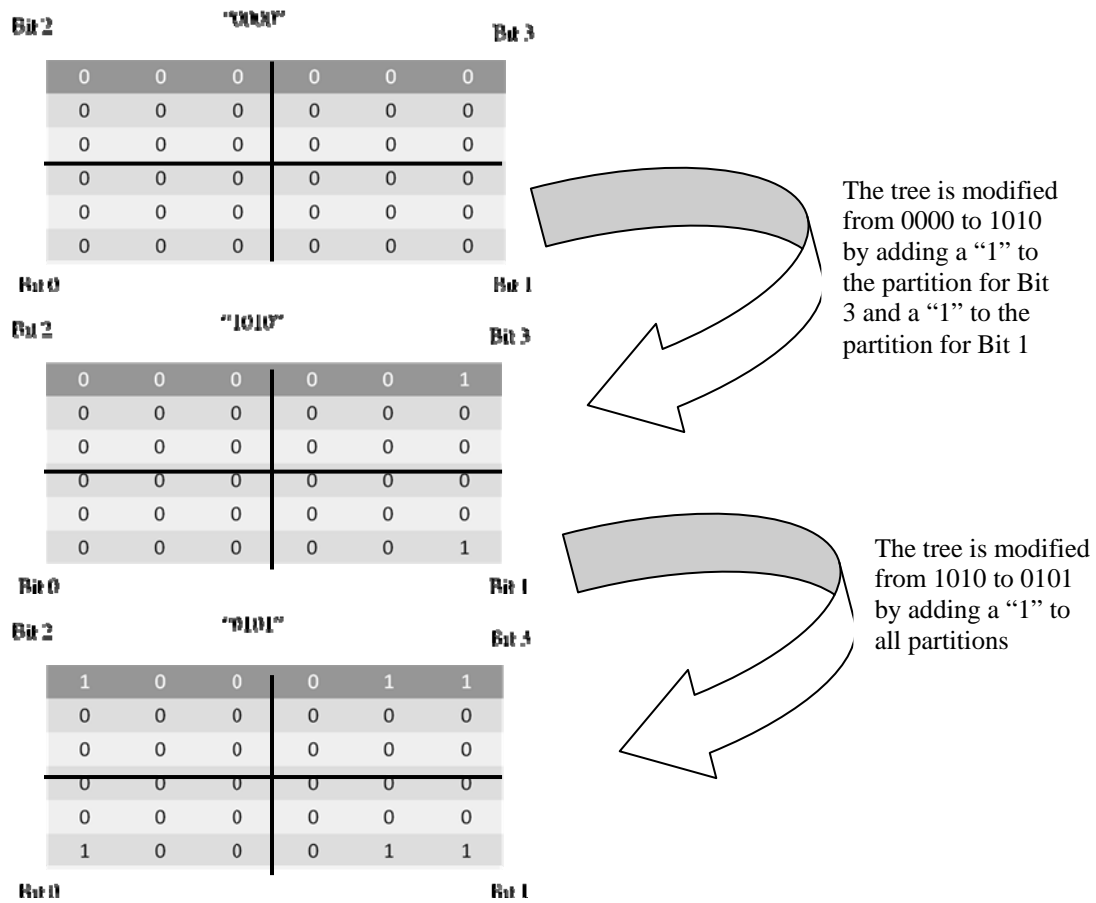 Bit 2 "0000" Bit 3
0 0 0 0 0 0
0 0 0 0 0 0
0 0 0 0 0 0
0 0 0 0 0 0
0 0 0 0 0 0
0 0 0 0 0 0
Bit 0 Bit 1
The tree is modified
from 0000 to 1010
by adding a “1” to
the partition for Bit
3 and a “1” to the
partition for Bit 1
Bit 2 "1010" Bit 3
0 0 0 0 0 1
0 0 0 0 0 0
0 0 0 0 0 0
0 0 0 0 0 0
0 0 0 0 0 0
0 0 0 0 0 1
Bit 0 Bit 1
The tree is modified
from 1010 to 0101
by adding a “1” to
all partitions
Bit 2 "0101" Bit 3
1 0 0 0 1 1
0 0 0 0 0 0
0 0 0 0 0 0
0 0 0 0 0 0
0 0 0 0 0 0
1 0 0 0 1 1
Bit 0 Bit 1